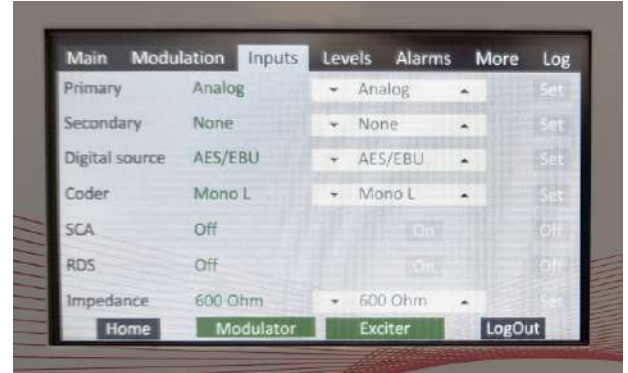 Main Modulation Inputs Levels Alarms More Log
Primary Analog Analog Set
Secondary None None Set
Digital source AES/EBU AES/EBU Set
Coder Mono L Mono L Set
SCA Off On Off
RDS Off On Off
Impedance 600 Ohm 600 Ohm Set
Home Modulator Exciter LogOut